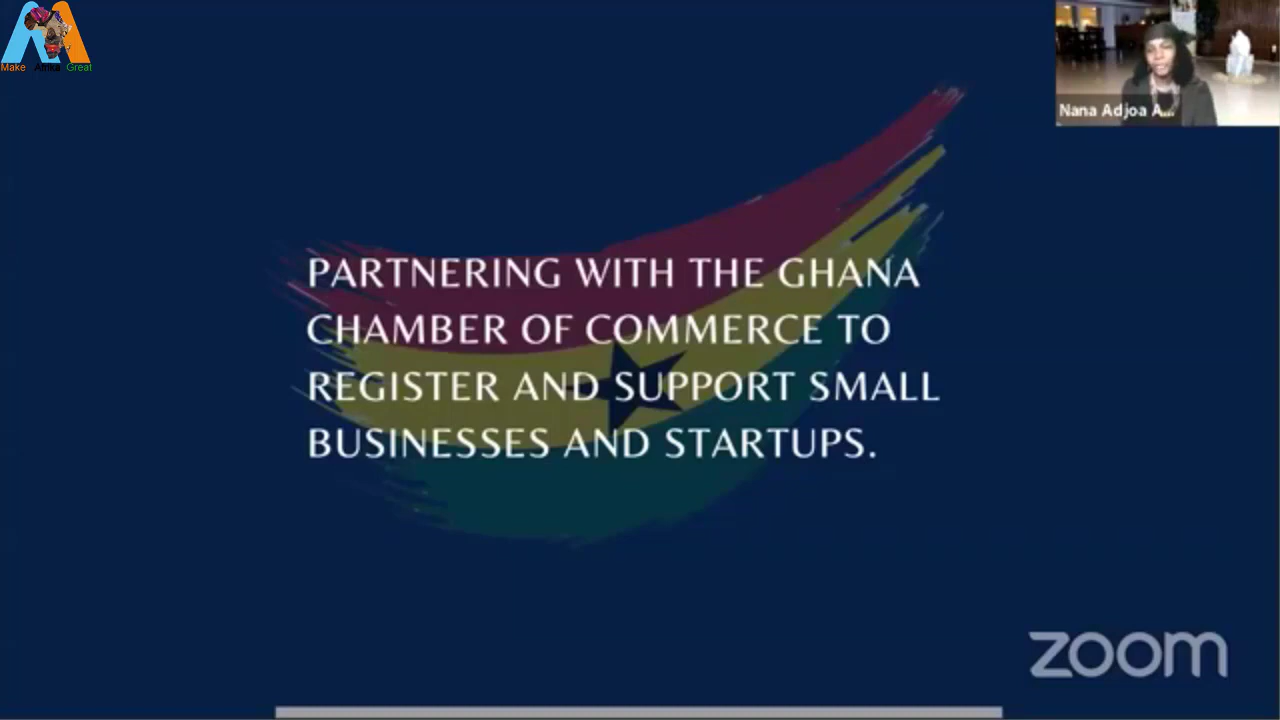 Make Afrika Great
Nana Adjoa A...
PARTNERING WITH THE GHANA
CHAMBER OF COMMERCE TO
REGISTER AND SUPPORT SMALL
BUSINESSES AND STARTUPS.
zoom